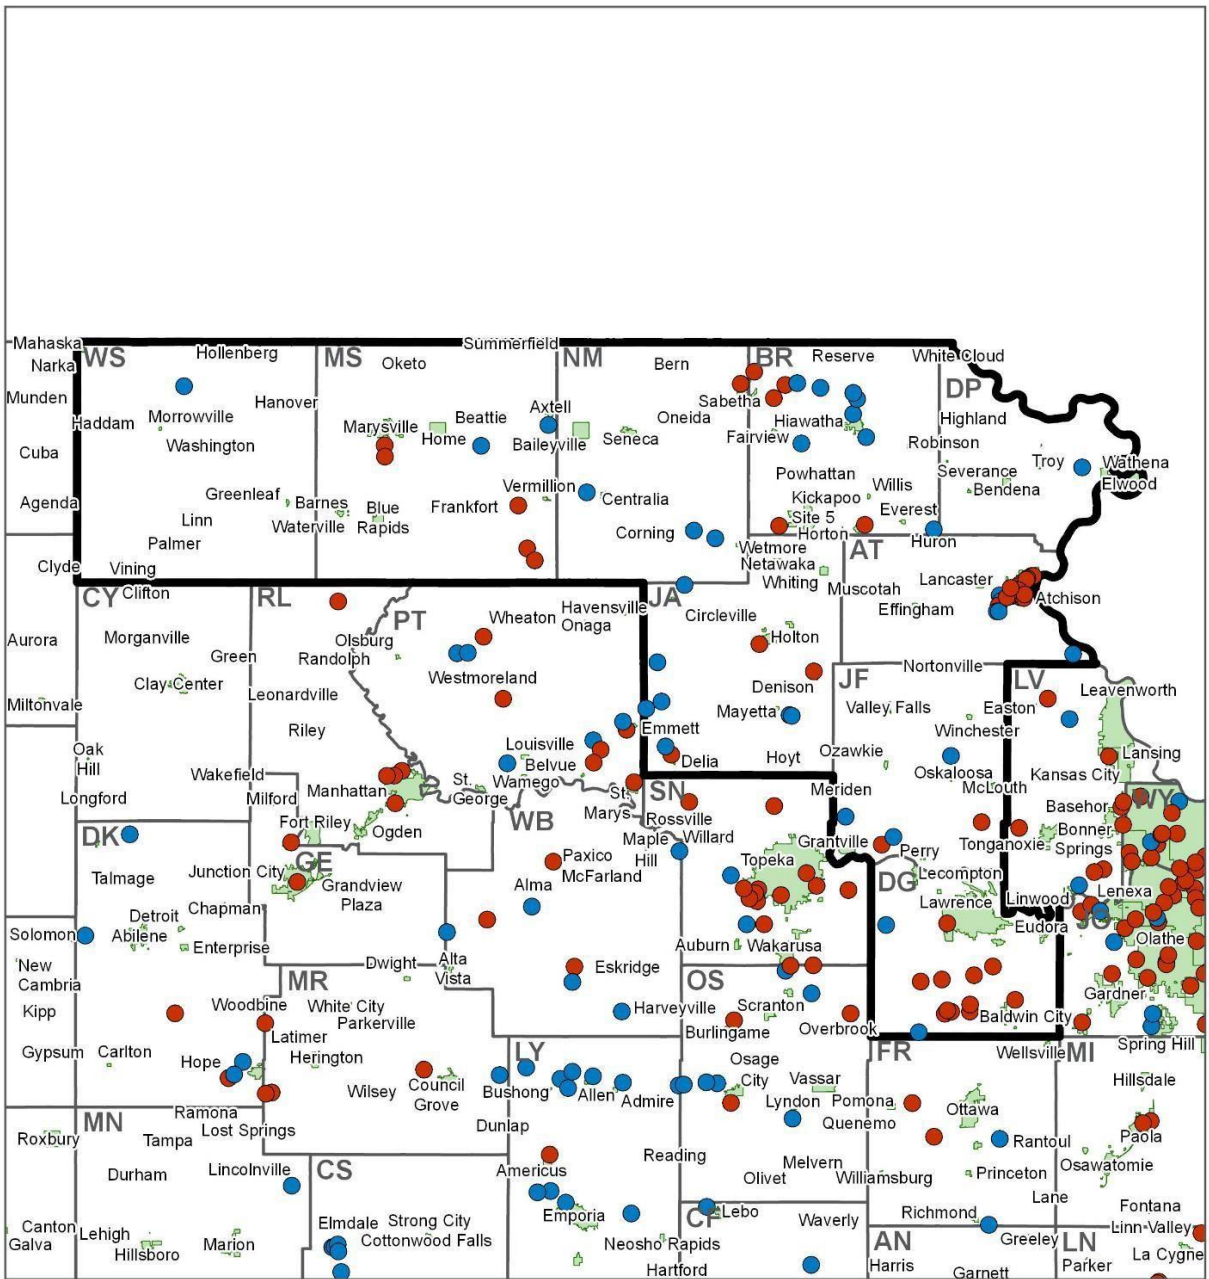 Mahaska
Summerfield
WS
Hollenberg
MS
NM
BR
Reserve
White Cloud
Narka
Oketo
Bern
DP
Munden
Hanover
Sabetha
Haddam
Morrowville
Marysville
Beattie
Axtell
Oneida
Hiawatha
Highland
Washington
Home
Baileyville
Seneca
Fairview
Robinson
Cuba
Troy
Wathena
Powhattan
Severance
Elwood
Agenda
Greenleaf
Barnes
Blue
Rapids
Frankfort
Vermillion
Centralia
Kickapoo
Site 5
Willis
Bendena
Everest
Linn
Waterville
Corning
Horton
Huron
Palmer
Wetmore
AT
Clyde
Vining
Netawaka
Whiting
Lancaster
CY
Clifton
RL
PT
JA
Muscotah
Effingham
Atchison
Havensville
Wheaton
Onaga
Circleville
Aurora
Morganville
Olsburg
Holton
Green
Randolph
Westmoreland
Nortonville
Clay Center
Leonardville
Denison
JF
LV
Leavenworth
Miltonvale
Mayetta
Valley Falls
Easton
Riley
Emmett
Winchester
Oak
Hill
Louisville
Hoyt
Ozawkie
Lansing
Wakefield
Belvue
Delia
Oskaloosa
Kansas City
Longford
Milford
Manhattan
St.
George
Wamego
St.
Marys
SN
Meriden
McLouth
WY
Basehor
DK
Fort Riley
Ogden
WB
Rossville
Maple
Hill
Willard
Grantville
Perry
Tonganoxie
Bonner
Springs
GE
Paxico
McFarland
Topeka
DG
Talmage
Junction City
Grandview
Plaza
Alma
Lecompton
Lenexa
Chapman
Lawrence
Linwood
JO
Detroit
Abilene
Solomon
Enterprise
Auburn
Wakarusa
Eudora
Olathe
New
Cambria
Dwight
Alta
Vista
Eskridge
MR
OS
Kipp
Woodbine
White City
Parkerville
Harveyville
Scranton
Burlingame
Overbrook
Baldwin City
Gardner
Latimer
Gypsum
Carlton
Hope
Herington
LY
FR
Wellsville
MI
Spring Hill
Osage
City
Wilsey
Council
Grove
Bushong
Allen
Admire
Vassar
Hillsdale
MN
Ramona
Lyndon
Pomona
Ottawa
Roxbury
Tampa
Lost Springs
Dunlap
Quenemo
Rantoul
Paola
Reading
Durham
Lincolnville
CS
Americus
Melvern
Olivet
Williamsburg
Princeton
Osawatomie
Lane
Canton
Galva
Lehigh
Elmdale
Strong City
Cottonwood Falls
Emporia
CF
Lebo
Waverly
Richmond
Fontana
Linn Valley
Hillsboro
Marion
Neosho Rapids
AN
Greeley
LN
La Cygne
Hartford
Harris
Garnett
Parker